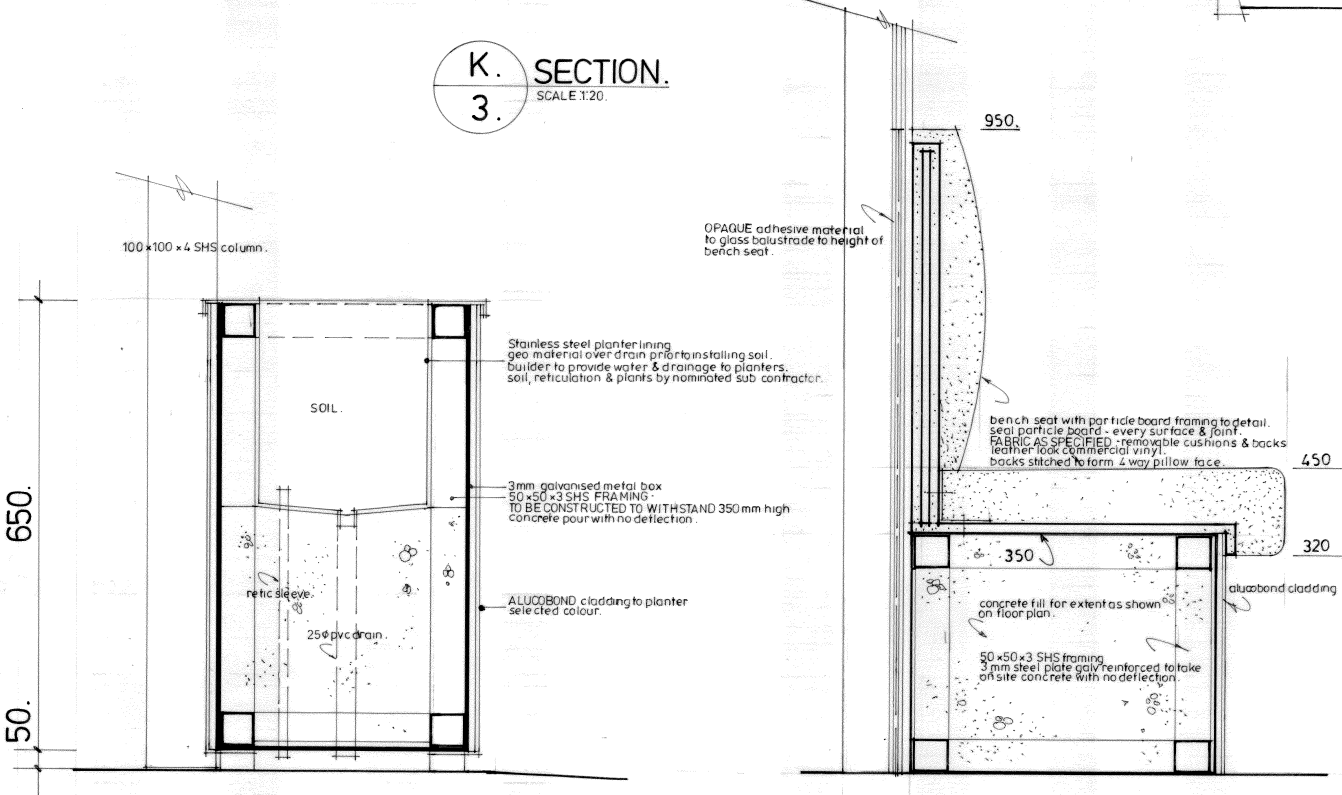 K. SECTION.
SCALE 1:20.
3.
950.
100 x 100 x 4 SHS column.
OPAQUE adhesive material
to glass balustrade to height of
bench seat.
Stainless steel planter lining
geo material over drain prior to installing soil.
builder to provide water & drainage to planters.
soil, reticulation & plants by nominated sub contractor.
SOIL.
bench seat with particle board framing to detail.
seal particle board - every surface & joint.
FABRIC AS SPECIFIED - removable cushions & backs
leather look commercial vinyl.
backs stitched to form 4 way pillow face.
450
650.
3mm galvanised metal box
50 x 50 x 3 SHS FRAMING
TO BE CONSTRUCTED TO WITHSTAND 350mm high
concrete pour with no deflection.
350
320
retic sleeve.
ALUCOBOND cladding to planter
selected colour.
alucobond cladding
concrete fill for extent as shown
on floor plan.
25φ pvc drain.
50 x 50 x 3 SHS framing
3 mm steel plate galv reinforced to take
on site concrete with no deflection.
50.